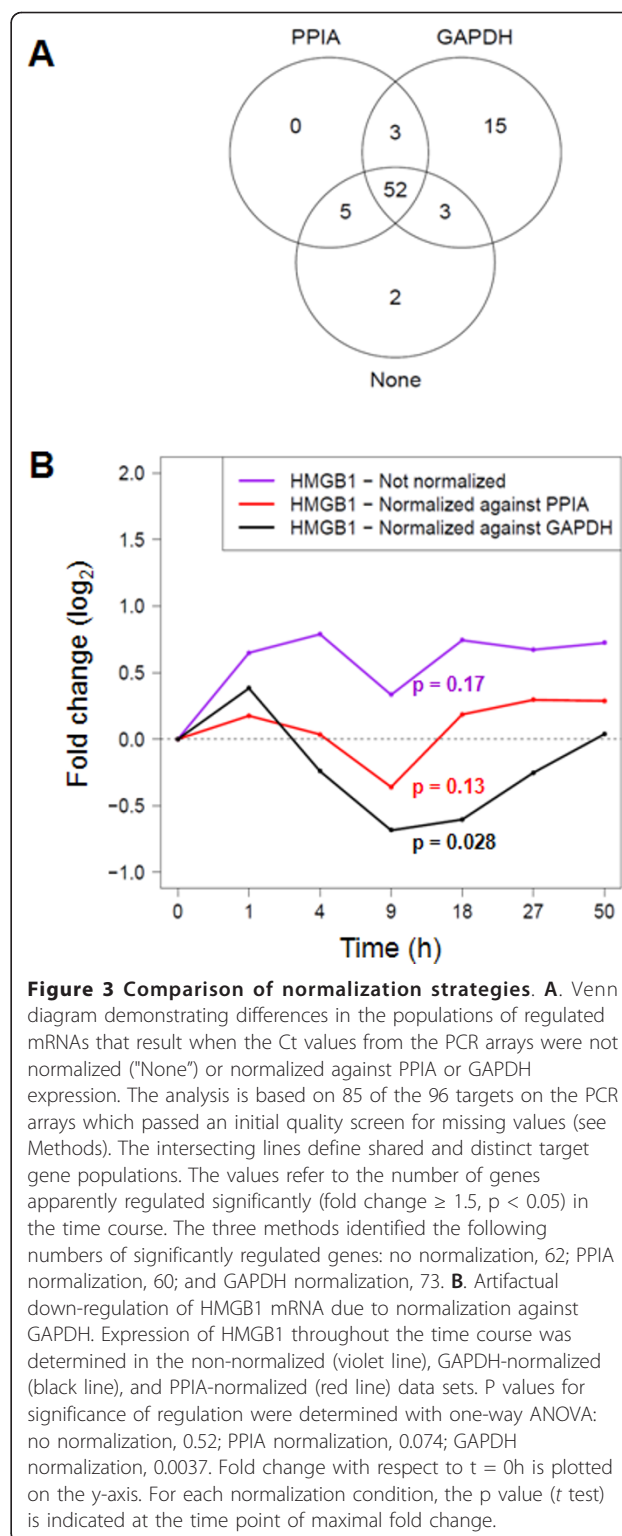 A
PPIA
GAPDH
0
3
15
52
5
3
2
None
B
2.0
1.5
1.0
0.5
0.0
−0.5
−1.0
Fold change (log₂)
HMGB1 − Not normalized
HMGB1 − Normalized against PPIA
HMGB1 − Normalized against GAPDH
p = 0.17
p = 0.13
p = 0.028
0 1 4 9 18 27 50
Time (h)
Figure 3 Comparison of normalization strategies. A. Venn
diagram demonstrating differences in the populations of regulated
mRNAs that result when the Ct values from the PCR arrays were not
normalized ("None") or normalized against PPIA or GAPDH
expression. The analysis is based on 85 of the 96 targets on the PCR
arrays which passed an initial quality screen for missing values (see
Methods). The intersecting lines define shared and distinct target
gene populations. The values refer to the number of genes
apparently regulated significantly (fold change ≥ 1.5, p < 0.05) in
the time course. The three methods identified the following
numbers of significantly regulated genes: no normalization, 62; PPIA
normalization, 60; and GAPDH normalization, 73. B. Artifactual
down-regulation of HMGB1 mRNA due to normalization against
GAPDH. Expression of HMGB1 throughout the time course was
determined in the non-normalized (violet line), GAPDH-normalized
(black line), and PPIA-normalized (red line) data sets. P values for
significance of regulation were determined with one-way ANOVA:
no normalization, 0.52; PPIA normalization, 0.074; GAPDH
normalization, 0.0037. Fold change with respect to t = 0h is plotted
on the y-axis. For each normalization condition, the p value (t test)
is indicated at the time point of maximal fold change.